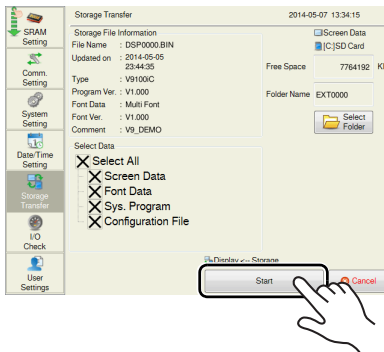 Storage Transfer
2014-05-07 13:34:15
SRAM
Setting
Comm.
Setting
System
Setting
Date/Time
Setting
Storage
Transfer
I/O
Check
User
Settings
Storage File Information
File Name : DSP0000.BIN
Updated on : 2014-05-05
23:44:35
Type : V9100iC
Program Ver. : V1.000
Font Data : Multi Font
Font Ver. : V1.000
Comment : V9_DEMO
Screen Data
[C:]SD Card
Free Space 7764192
Folder Name EXT0000
Select
Folder
Select Data
Select All
Screen Data
Font Data
Sys. Program
Configuration File
Display <-- Storage
Start
Cancel